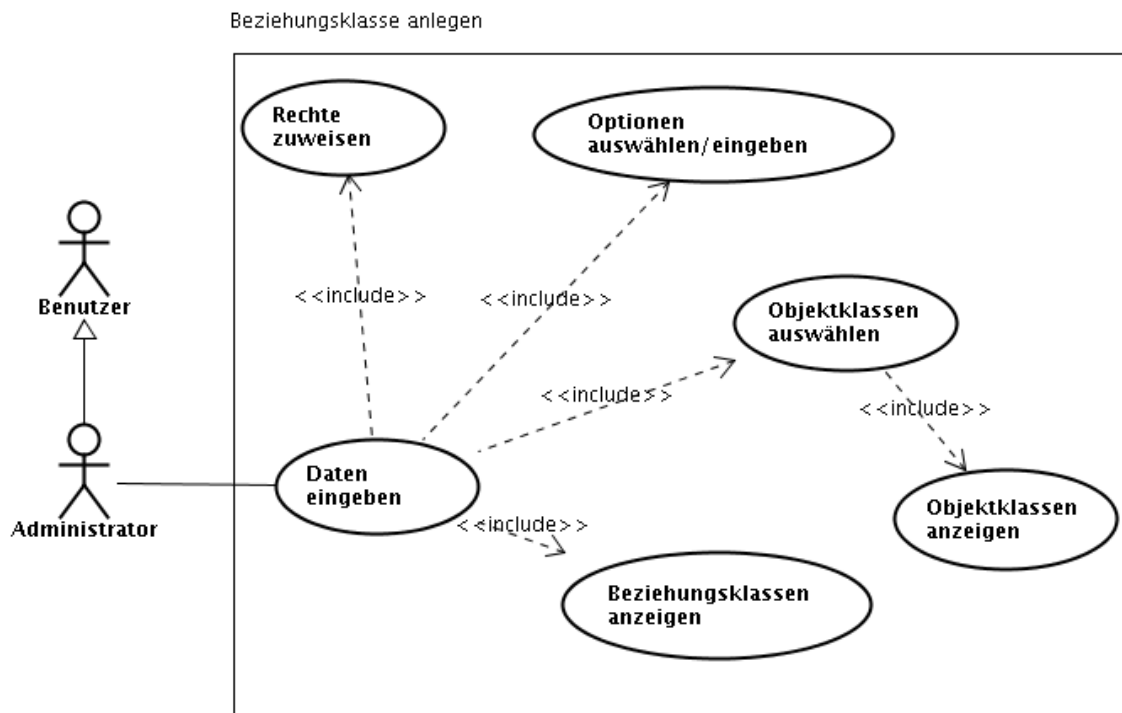 Beziehungsklasse anlegen
Rechte
zuweisen
Optionen
auswählen/eingeben
Benutzer
<<include>>
<<include>>
Objektklassen
auswählen
<<include>>
<<include>>
Administrator
Daten
eingeben
Objektklassen
anzeigen
<<include>>
Beziehungsklassen
anzeigen